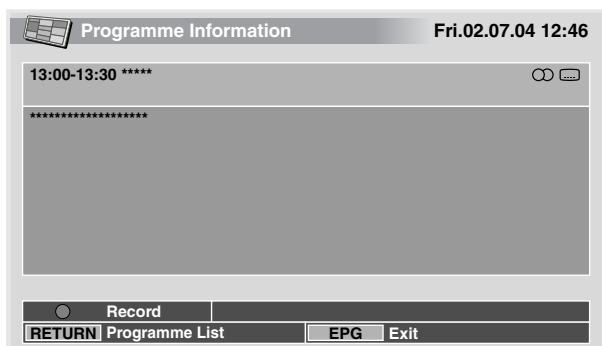 Programme Information Fri.02.07.04 12:46
13:00-13:30 *****
*******************
Record
RETURN Programme List EPG Exit